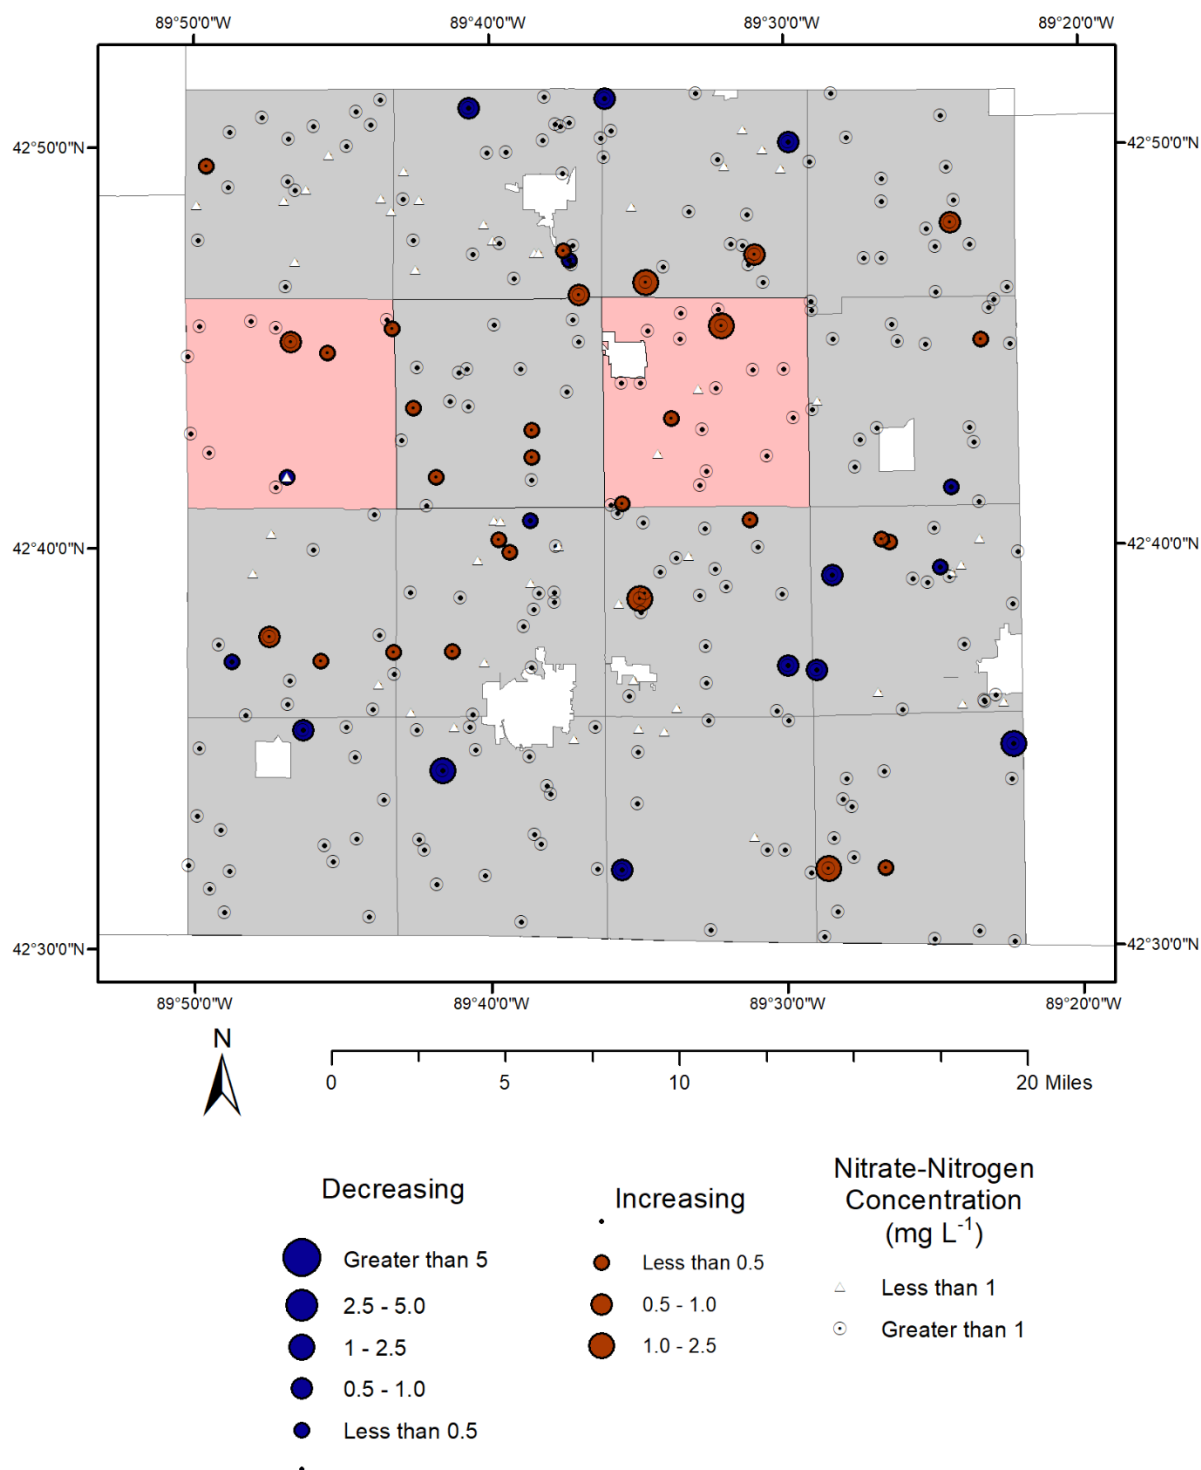 89°50'0"W 89°40'0"W 89°30'0"W 89°20'0"W
42°50'0"N 42°50'0"N
42°40'0"N 42°40'0"N
42°30'0"N 42°30'0"N
89°50'0"W 89°40'0"W 89°30'0"W 89°20'0"W
N
0 5 10 20 Miles
Decreasing
Greater than 5
2.5 - 5.0
1 - 2.5
0.5 - 1.0
Less than 0.5
Increasing
Less than 0.5
0.5 - 1.0
1.0 - 2.5
Nitrate-Nitrogen
Concentration
(mg L⁻¹)
Less than 1
Greater than 1